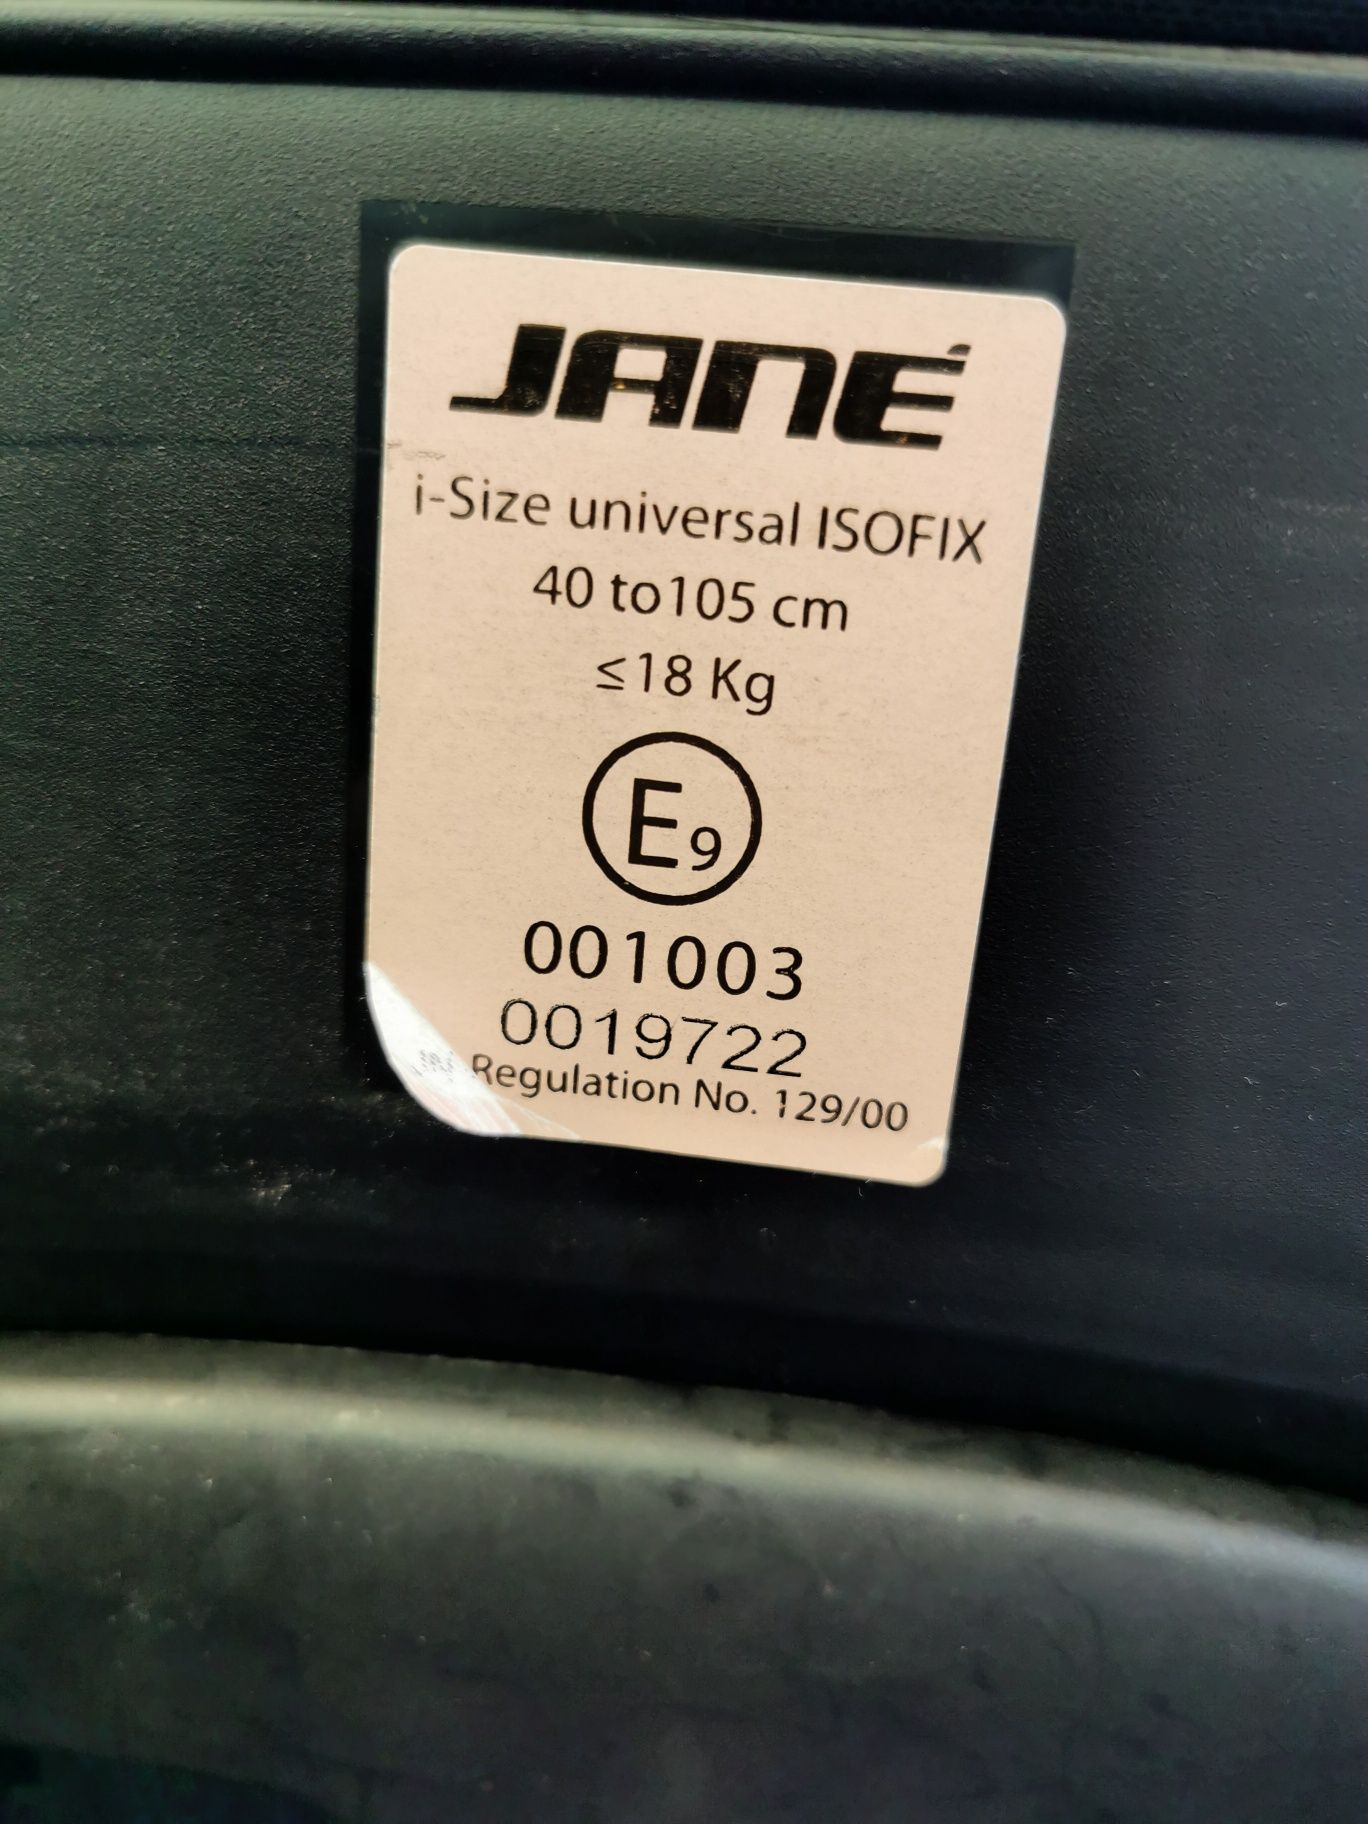 JANÉ
i-Size universal ISOFIX
40 to105 cm
≤18 Kg
E9
001003
0019722
Regulation No. 129/00